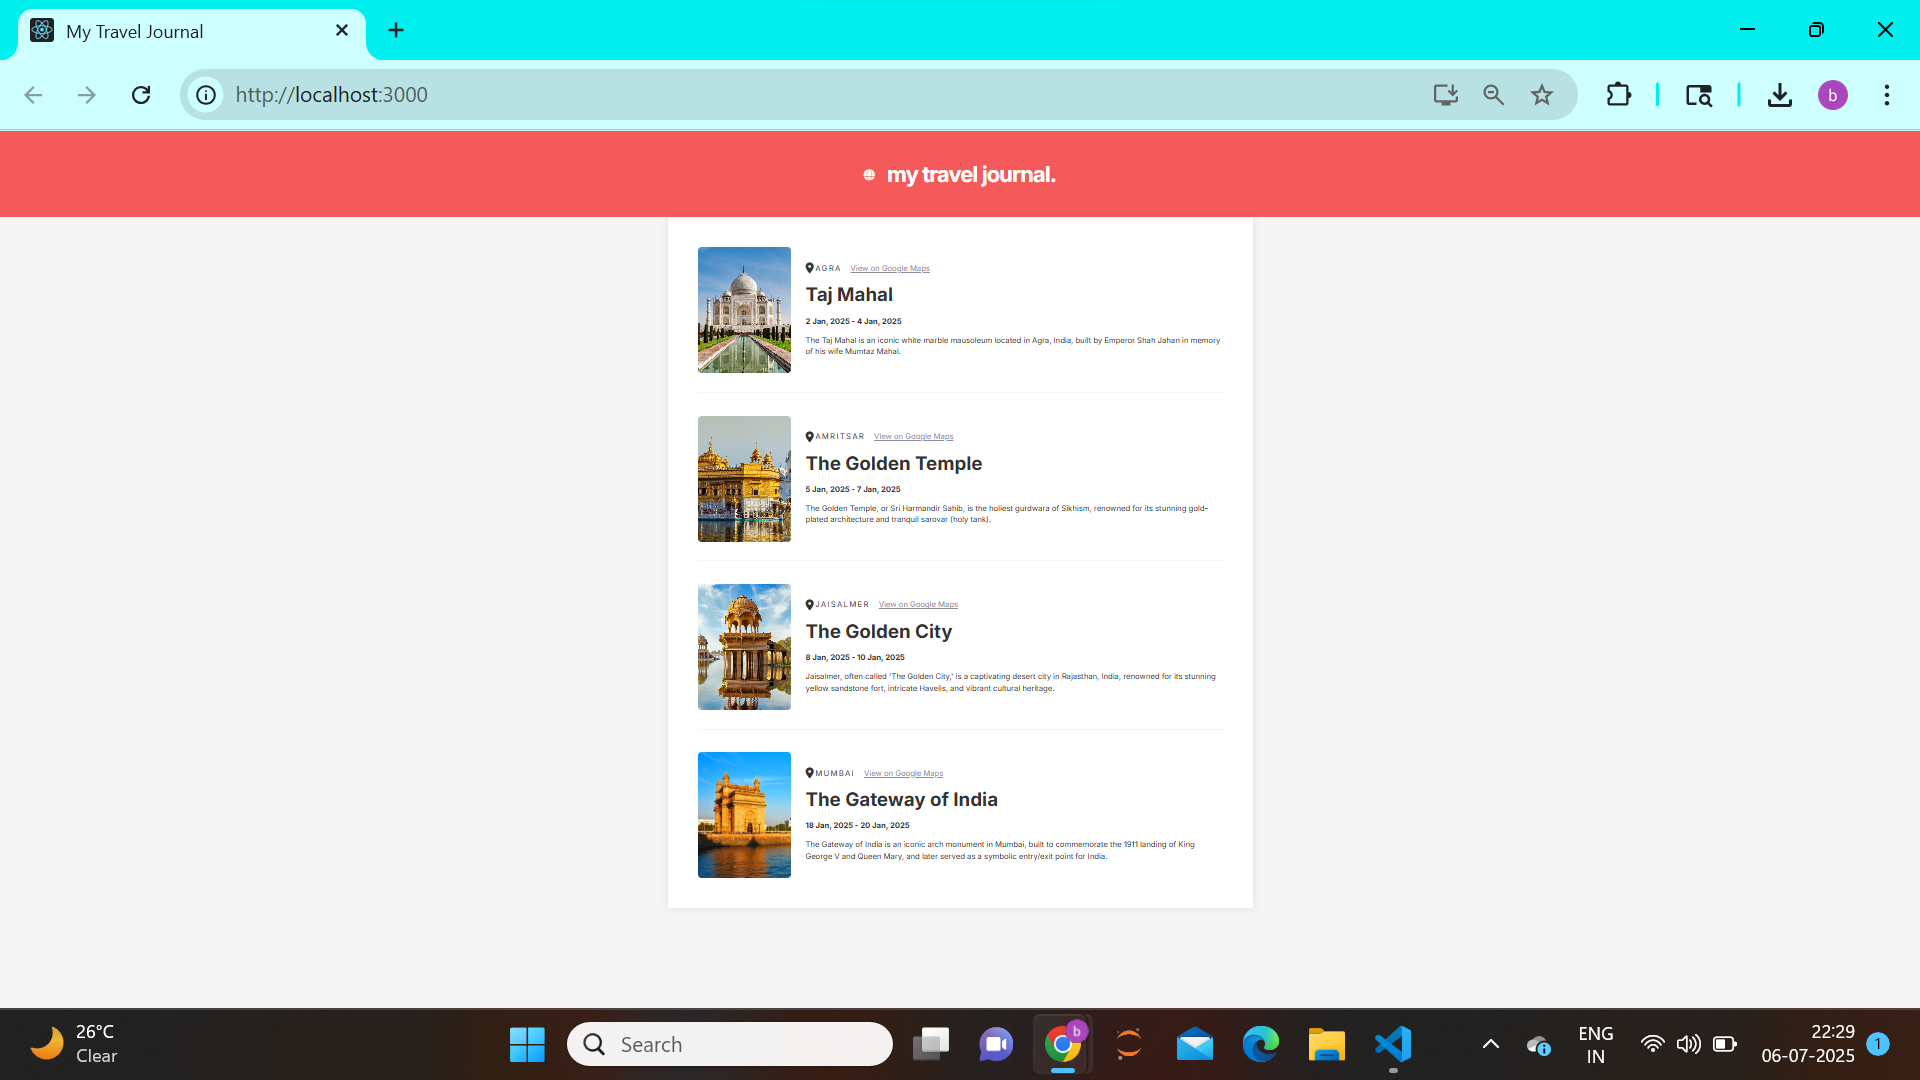 My Travel Journal
http://localhost:3000
b
my travel journal.
AGRA View on Google Maps
Taj Mahal
2 Jan, 2025 - 4 Jan, 2025
The Taj Mahal is an iconic white marble mausoleum located in Agra, India, built by Emperor Shah Jahan in memory
of his wife Mumtaz Mahal.
AMRITSAR View on Google Maps
The Golden Temple
5 Jan, 2025 - 7 Jan, 2025
The Golden Temple, or Sri Harmandir Sahib, is the holiest gurdwara of Sikhism, renowned for its stunning gold-
plated architecture and tranquil sarovar (holy tank).
JAISALMER View on Google Maps
The Golden City
8 Jan, 2025 - 10 Jan, 2025
Jaisalmer, often called 'The Golden City,' is a captivating desert city in Rajasthan, India, renowned for its stunning
yellow sandstone fort, intricate Havelis, and vibrant cultural heritage.
MUMBAI View on Google Maps
The Gateway of India
18 Jan, 2025 - 20 Jan, 2025
The Gateway of India is an iconic arch monument in Mumbai, built to commemorate the 1911 landing of King
George V and Queen Mary, and later served as a symbolic entry/exit point for India.
26°C
Clear
Search
b
ENG
IN
22:29
06-07-2025
1